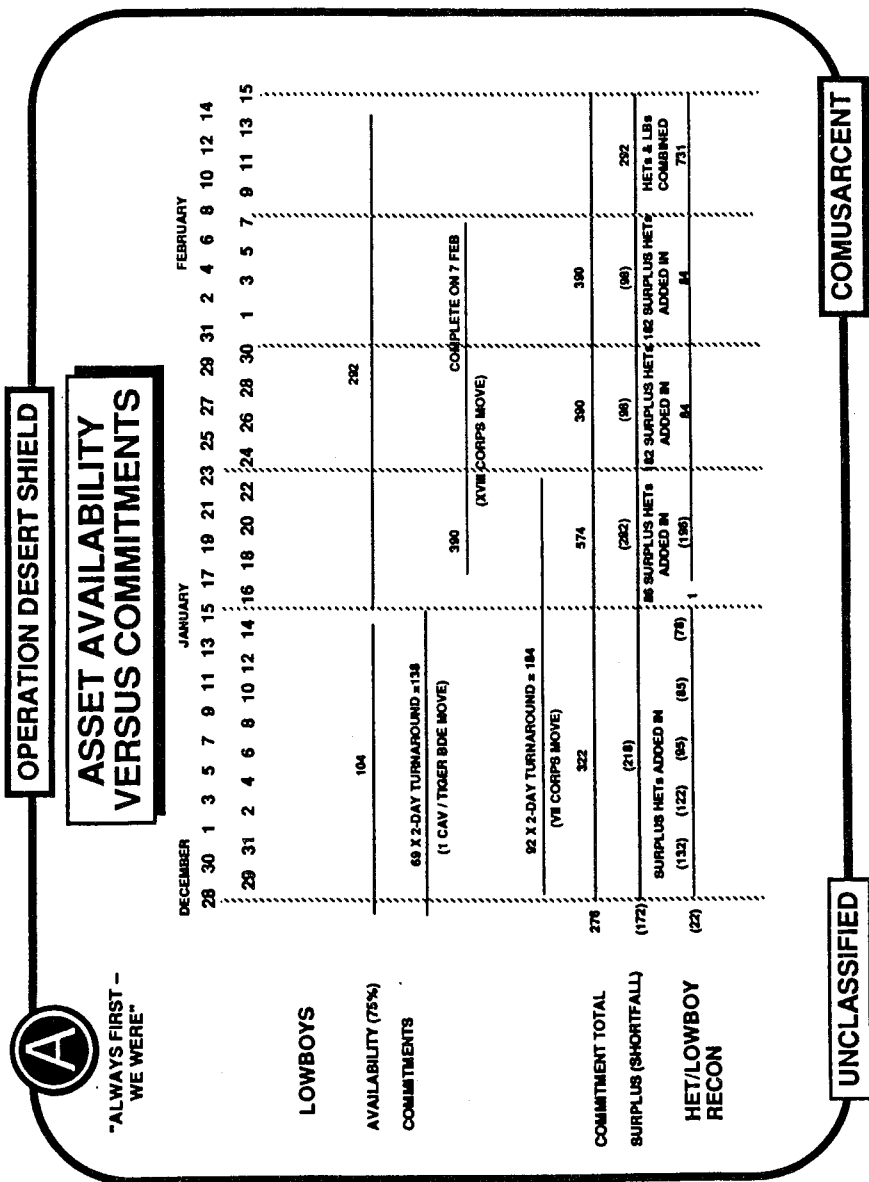 OPERATION DESERT SHIELD
A
"ALWAYS FIRST –
WE WERE"
ASSET AVAILABILITY
VERSUS COMMITMENTS
DECEMBER JANUARY FEBRUARY
28 30 1 3 5 7 9 11 13 15 17 19 21 23 25 27 29 31 2 4 6 8 10 12 14
29 31 2 4 6 8 10 12 14 16 18 20 22 24 26 28 30 1 3 5 7 9 11 13 15
LOWBOYS
AVAILABILITY (75%) 104 292
COMMITMENTS
69 X 2-DAY TURNAROUND =138
(1 CAV / TIGER BDE MOVE)
390 COMPLETE ON 7 FEB
(XVIII CORPS MOVE)
92 X 2-DAY TURNAROUND = 184
(VII CORPS MOVE)
COMMITMENT TOTAL 276 322 574 390 390
SURPLUS (SHORTFALL) (172) (218) (282) (98) (98) 292
SURPLUS HETs ADDED IN
86 SURPLUS HETs
ADDED IN
182 SURPLUS HETs
ADDED IN
182 SURPLUS HETs
ADDED IN
HETs & LBs
COMBINED
HET/LOWBOY
RECON
(22) (132) (122) (85) (85) (78) 1 (196) 84 84 731
UNCLASSIFIED
COMUSARCENT